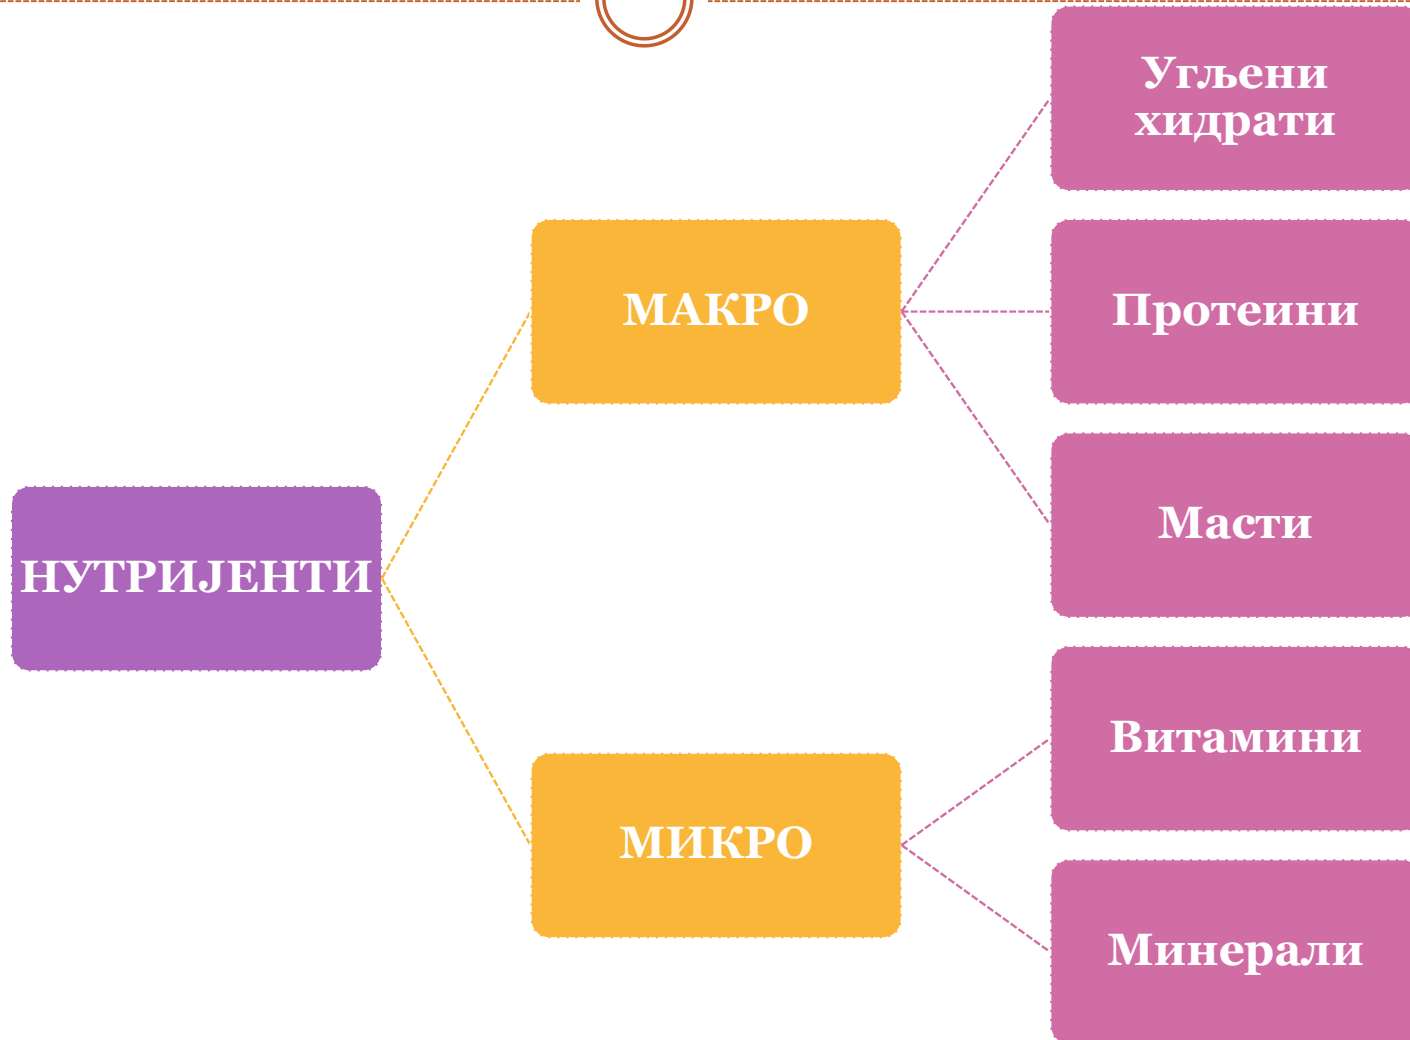 НУТРИЈЕНТИ
МАКРО
Угљени
хидрати
Протеини
Масти
МИКРО
Витамини
Минерали